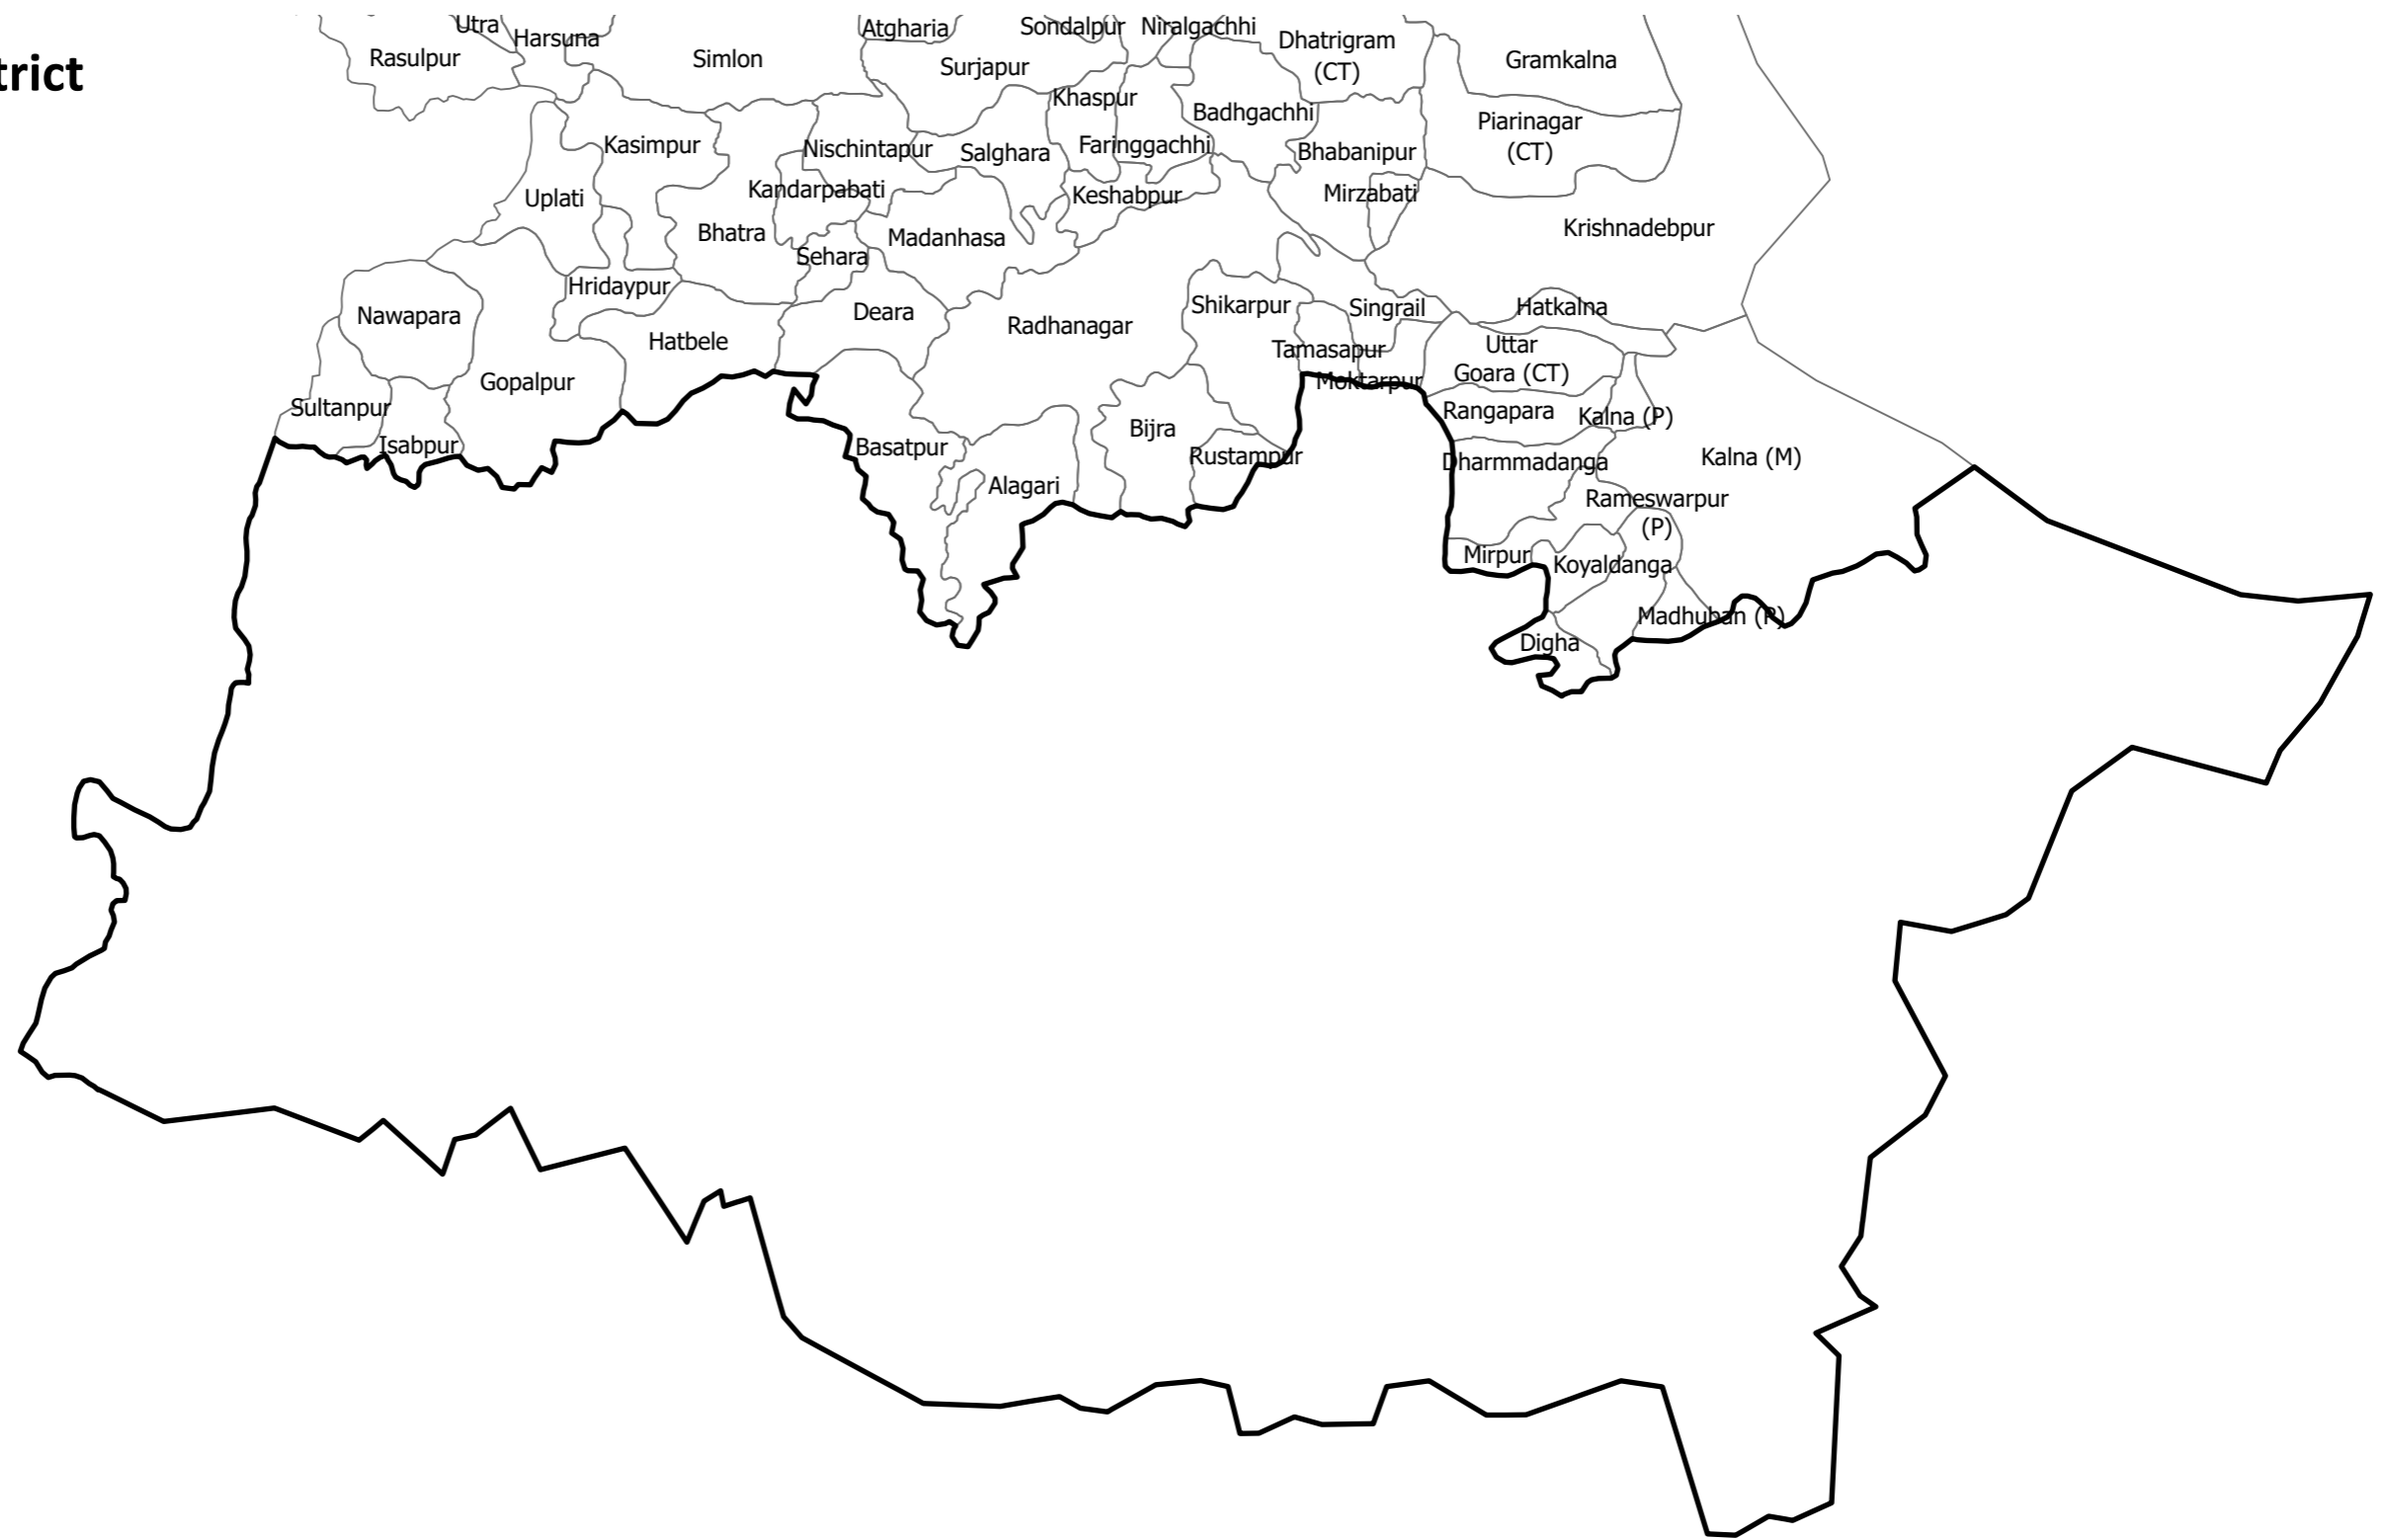 trict
Utra
Harsuna
Rasulpur
Simlon
Atgharia
Sondalpur
Niralgachhi
Surjapur
Dhatrigram
(CT)
Gramkalna
Khaspur
Badhgachhi
Piarinagar
(CT)
Kasimpur
Nischintapur
Salghara
Faringgachhi
Bhabanipur
Uplati
Kandarpabati
Keshabpur
Mirzabati
Bhatra
Madanhasa
Krishnadebpur
Sehara
Hridaypur
Nawapara
Deara
Radhanagar
Shikarpur
Singrail
Hatkalna
Hatbele
Tamasapur
Uttar
Goara (CT)
Gopalpur
Moktarpur
Sultanpur
Rangapara
Kalna (P)
Isabpur
Basatpur
Bijra
Rustampur
Dharmmadanga
Kalna (M)
Alagari
Rameswarpur
(P)
Mirpur
Koyaldanga
Madhuban (P)
Digha